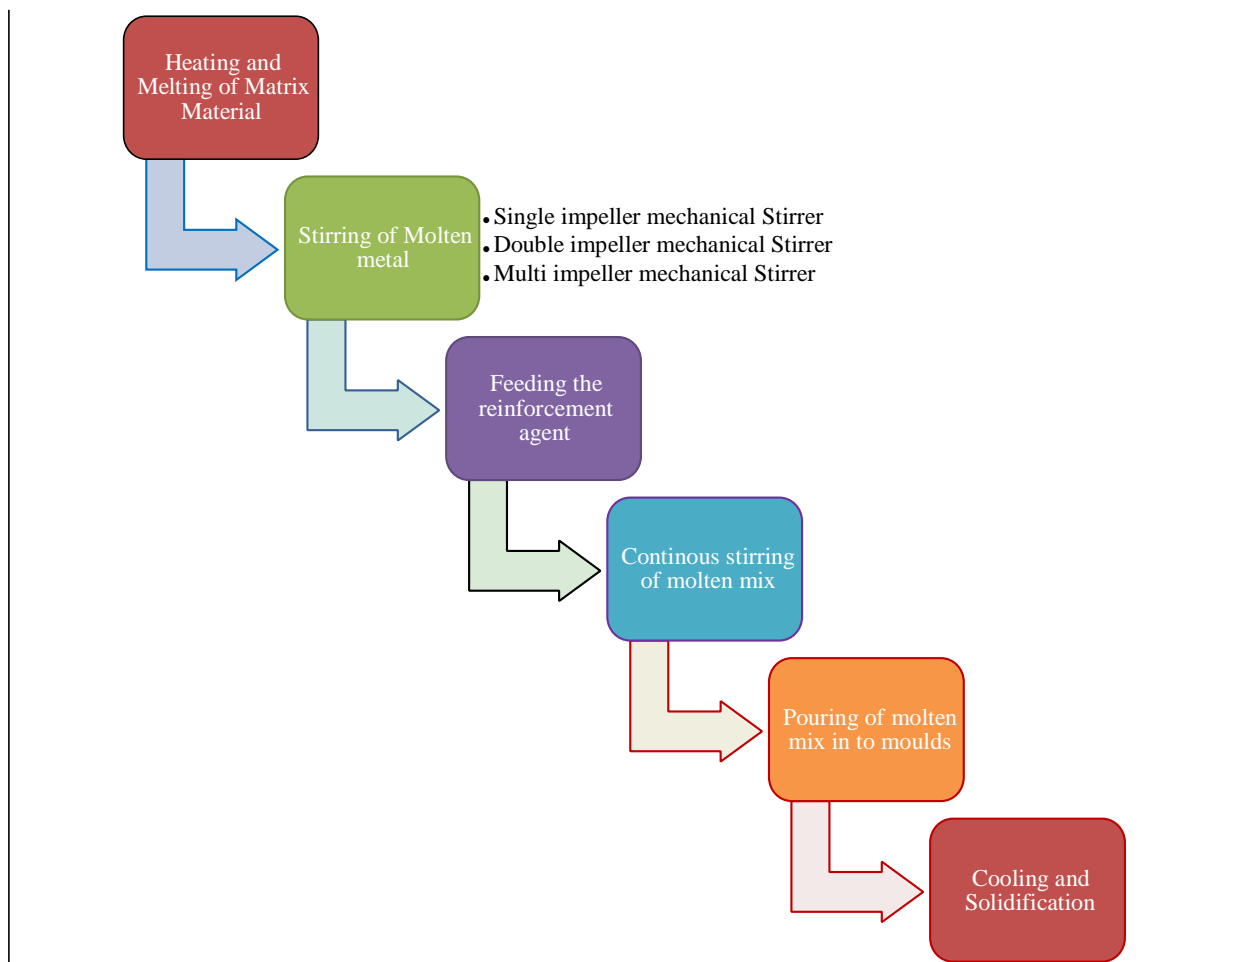 Heating and
Melting of Matrix
Material
Stirring of Molten
metal
• Single impeller mechanical Stirrer
• Double impeller mechanical Stirrer
• Multi impeller mechanical Stirrer
Feeding the
reinforcement
agent
Continous stirring
of molten mix
Pouring of molten
mix in to moulds
Cooling and
Solidification